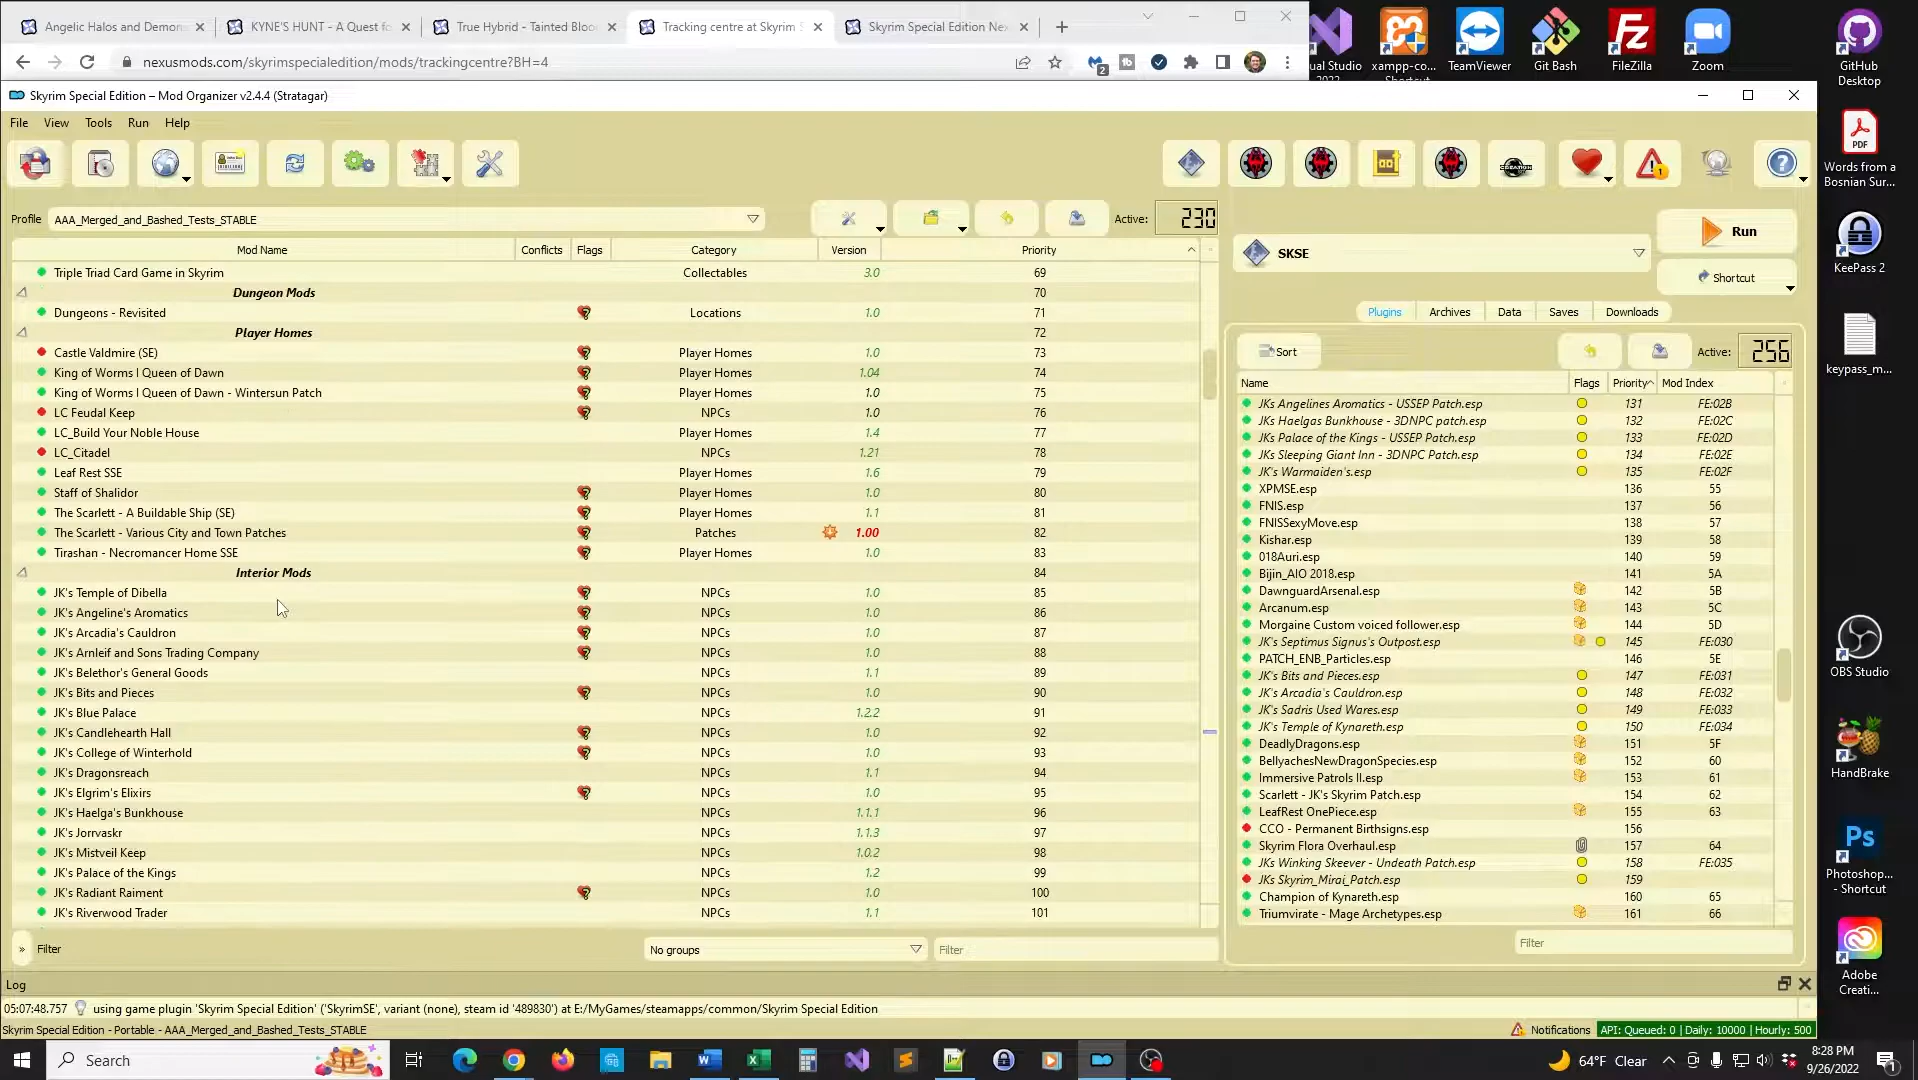 Angelic Halos and Demon
KYNE'S HUNT - A Quest fo
True Hybrid - Tainted Bloo
Tracking centre at Skyrim S
Skyrim Special Edition Nex
nexusmods.com/skyrimspecialedition/mods/trackingcentre?BH=4
2
ual Studio
2022
xampp-co...
Shortcut
TeamViewer
Git Bash
FileZilla
Zoom
GitHub
Desktop
Skyrim Special Edition – Mod Organizer v2.4.4 (Stratagar)
File View Tools Run Help
Profile AAA_Merged_and_Bashed_Tests_STABLE
Active: 230
Mod Name Conflicts Flags Category Version Priority
Triple Triad Card Game in Skyrim Collectables 3.0 69
Dungeon Mods 70
Dungeons - Revisited Locations 1.0 71
Player Homes 72
Castle Valdmire (SE) Player Homes 1.0 73
King of Worms l Queen of Dawn Player Homes 1.04 74
King of Worms l Queen of Dawn - Wintersun Patch Player Homes 1.0 75
LC Feudal Keep NPCs 1.0 76
LC_Build Your Noble House Player Homes 1.4 77
LC_Citadel NPCs 1.21 78
Leaf Rest SSE Player Homes 1.6 79
Staff of Shalidor Player Homes 1.0 80
The Scarlett - A Buildable Ship (SE) Player Homes 1.1 81
The Scarlett - Various City and Town Patches Patches 1.00 82
Tirashan - Necromancer Home SSE Player Homes 1.0 83
Interior Mods 84
JK's Temple of Dibella NPCs 1.0 85
JK's Angeline's Aromatics NPCs 1.0 86
JK's Arcadia's Cauldron NPCs 1.0 87
JK's Arnleif and Sons Trading Company NPCs 1.0 88
JK's Belethor's General Goods NPCs 1.1 89
JK's Bits and Pieces NPCs 1.0 90
JK's Blue Palace NPCs 1.2.2 91
JK's Candlehearth Hall NPCs 1.0 92
JK's College of Winterhold NPCs 1.0 93
JK's Dragonsreach NPCs 1.1 94
JK's Elgrim's Elixirs NPCs 1.0 95
JK's Haelga's Bunkhouse NPCs 1.1.1 96
JK's Jorrvaskr NPCs 1.1.3 97
JK's Mistveil Keep NPCs 1.0.2 98
JK's Palace of the Kings NPCs 1.2 99
JK's Radiant Raiment NPCs 1.0 100
JK's Riverwood Trader NPCs 1.1 101
» Filter No groups Filter
SKSE
Run
Shortcut
Plugins Archives Data Saves Downloads
Sort Active: 256
Name Flags Priority Mod Index
JKs Angelines Aromatics - USSEP Patch.esp 131 FE:02B
JKs Haelgas Bunkhouse - 3DNPC patch.esp 132 FE:02C
JKs Palace of the Kings - USSEP Patch.esp 133 FE:02D
JKs Sleeping Giant Inn - 3DNPC Patch.esp 134 FE:02E
JK's Warmaiden's.esp 135 FE:02F
XPMSE.esp 136 55
FNIS.esp 137 56
FNISSexyMove.esp 138 57
Kishar.esp 139 58
018Auri.esp 140 59
Bijin_AIO 2018.esp 141 5A
DawnguardArsenal.esp 142 5B
Arcanum.esp 143 5C
Morgaine Custom voiced follower.esp 144 5D
JK's Septimus Signus's Outpost.esp 145 FE:030
PATCH_ENB_Particles.esp 146 5E
JK's Bits and Pieces.esp 147 FE:031
JK's Arcadia's Cauldron.esp 148 FE:032
JK's Sadris Used Wares.esp 149 FE:033
JK's Temple of Kynareth.esp 150 FE:034
DeadlyDragons.esp 151 5F
BellyachesNewDragonSpecies.esp 152 60
Immersive Patrols II.esp 153 61
Scarlett - JK's Skyrim Patch.esp 154 62
LeafRest OnePiece.esp 155 63
CCO - Permanent Birthsigns.esp 156
Skyrim Flora Overhaul.esp 157 64
JKs Winking Skeever - Undeath Patch.esp 158 FE:035
JKs Skyrim_Mirai_Patch.esp 159
Champion of Kynareth.esp 160 65
Triumvirate - Mage Archetypes.esp 161 66
Filter
Log
05:07:48.757 using game plugin 'Skyrim Special Edition' ('SkyrimSE', variant (none), steam id '489830') at E:/MyGames/steamapps/common/Skyrim Special Edition
Skyrim Special Edition - Portable - AAA_Merged_and_Bashed_Tests_STABLE
Notifications API: Queued: 0 | Daily: 10000 | Hourly: 500
PDF
Words from a
Bosnian Sur...
KeePass 2
keypass_m...
OBS Studio
HandBrake
Ps
Photoshop...
- Shortcut
Adobe
Creati...
Search
64°F Clear
8:28 PM
9/26/2022
1